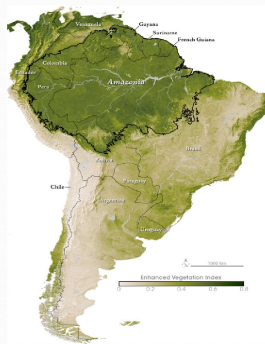 Venezuela
Guyana
Suriname
French Guiana
Colombia
Ecuador
Amazonia
Peru
Brazil
Bolivia
Paraguay
Chile
Argentina
Uruguay
N
1000 km
Enhanced Vegetation Index
0 0.2 0.4 0.6 0.8